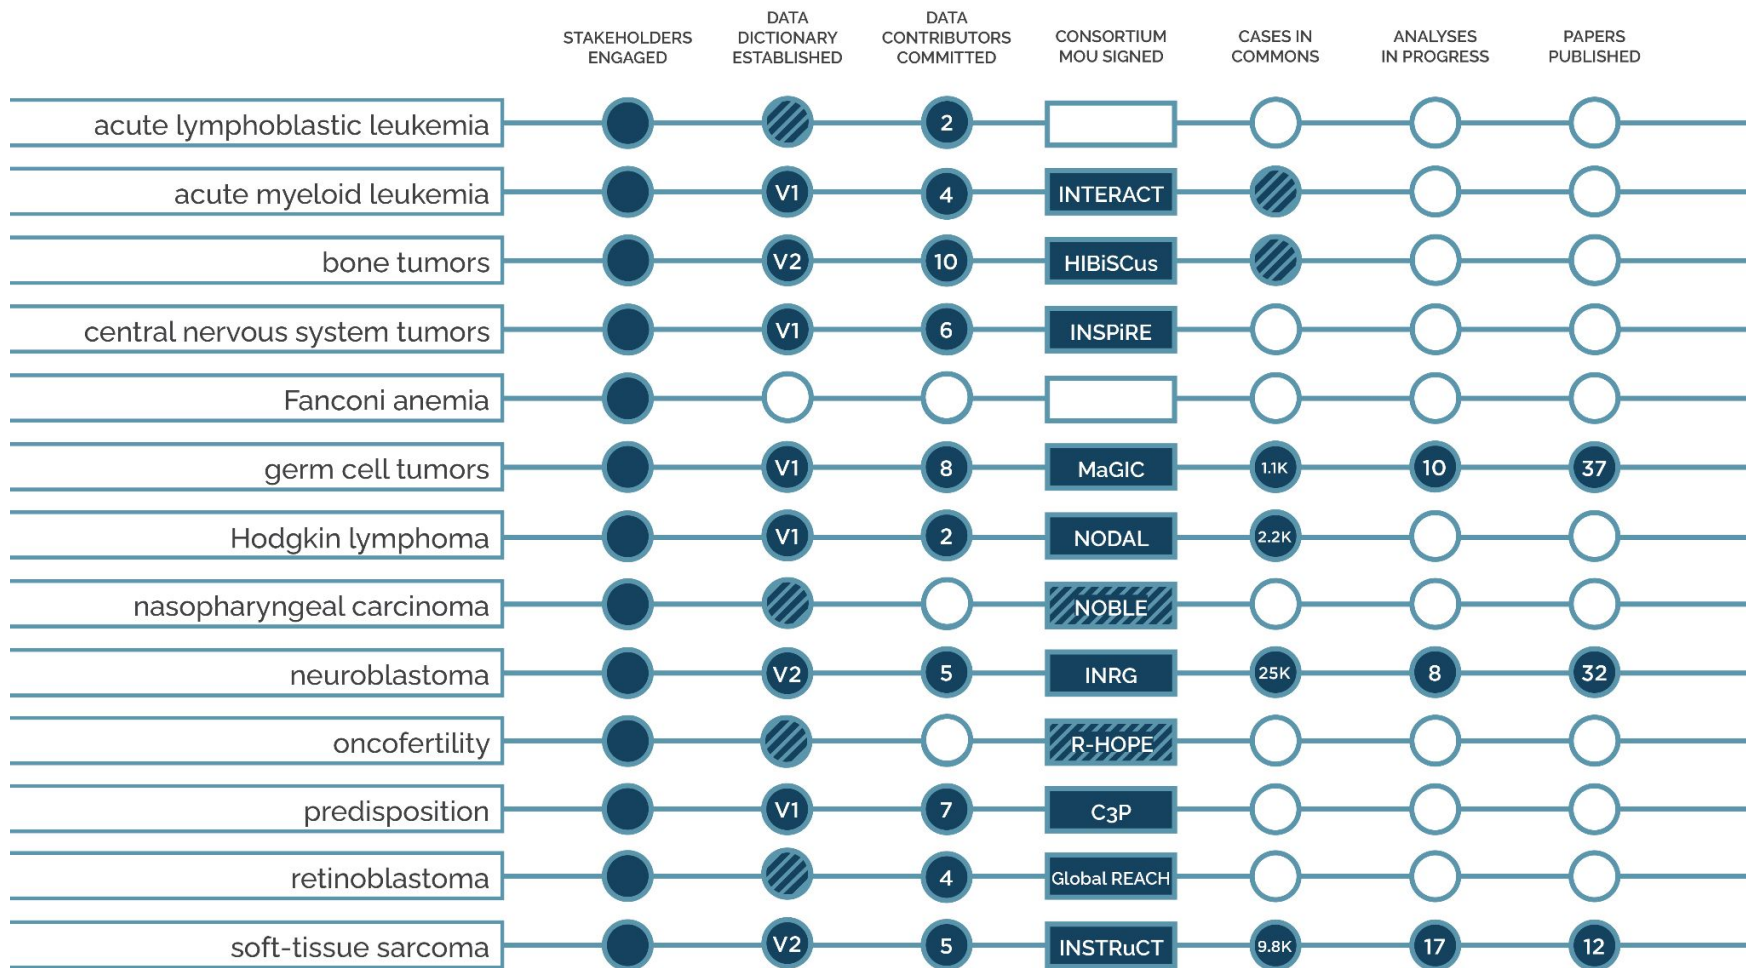 STAKEHOLDERS ENGAGED
DATA DICTIONARY ESTABLISHED
DATA CONTRIBUTORS COMMITTED
CONSORTIUM MOU SIGNED
CASES IN COMMONS
ANALYSES IN PROGRESS
PAPERS PUBLISHED
acute lymphoblastic leukemia 2
acute myeloid leukemia V1 4 INTERACT
bone tumors V2 10 HIBiSCus
central nervous system tumors V1 6 INSPiRE
Fanconi anemia
germ cell tumors V1 8 MaGIC 1.1K 10 37
Hodgkin lymphoma V1 2 NODAL 2.2K
nasopharyngeal carcinoma NOBLE
neuroblastoma V2 5 INRG 25K 8 32
oncofertility R-HOPE
predisposition V1 7 C3P
retinoblastoma 4 Global REACH
soft-tissue sarcoma V2 5 INSTRuCT 9.8K 17 12